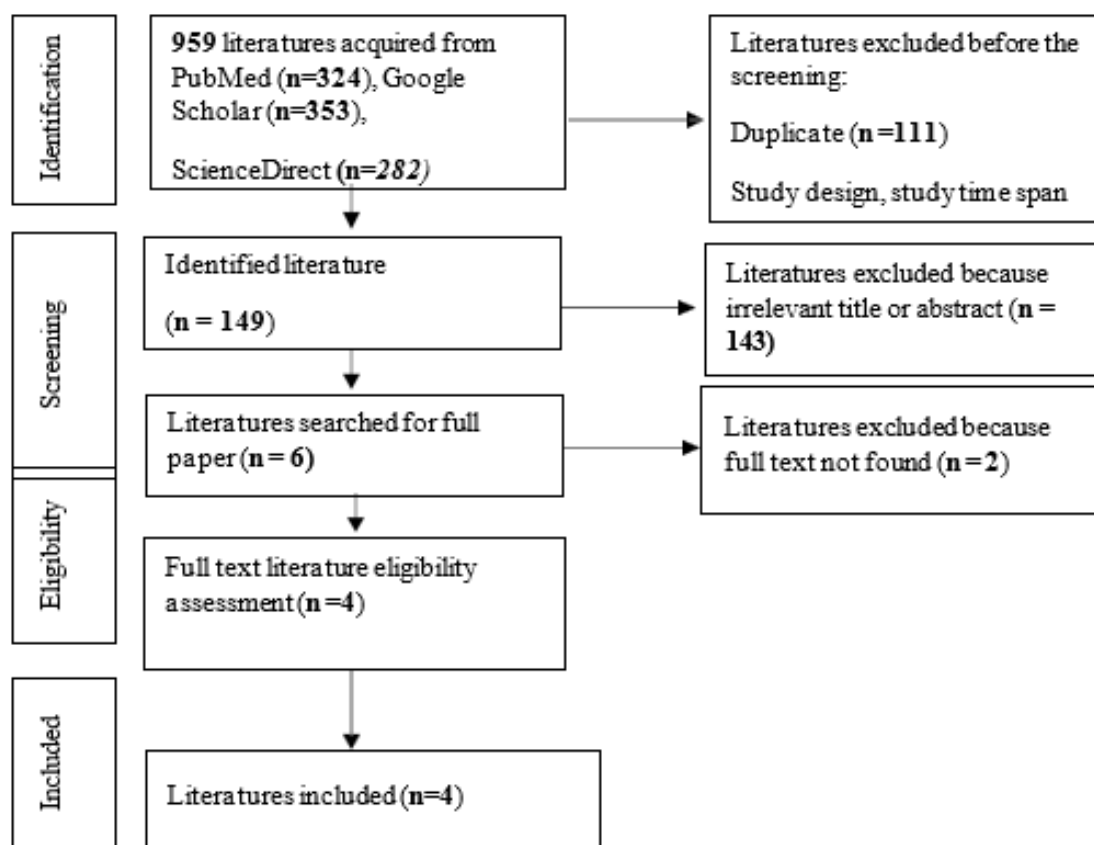 Identification
959 literatures acquired from
PubMed (n=324), Google
Scholar (n=353),
ScienceDirect (n=282)
Literatures excluded before the
screening:
Duplicate (n =111)
Study design, study time span
Screening
Identified literature
(n = 149)
Literatures excluded because
irrelevant title or abstract (n =
143)
Literatures searched for full
paper (n = 6)
Literatures excluded because
full text not found (n = 2)
Eligibility
Full text literature eligibility
assessment (n =4)
Included
Literatures included (n=4)